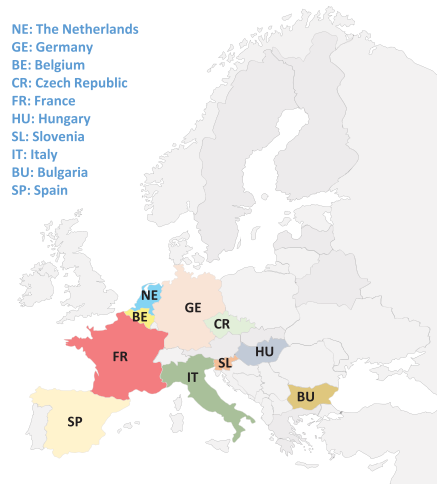 NE: The Netherlands
GE: Germany
BE: Belgium
CR: Czech Republic
FR: France
HU: Hungary
SL: Slovenia
IT: Italy
BU: Bulgaria
SP: Spain
NE
BE
GE
CR
FR
HU
SL
IT
BU
SP